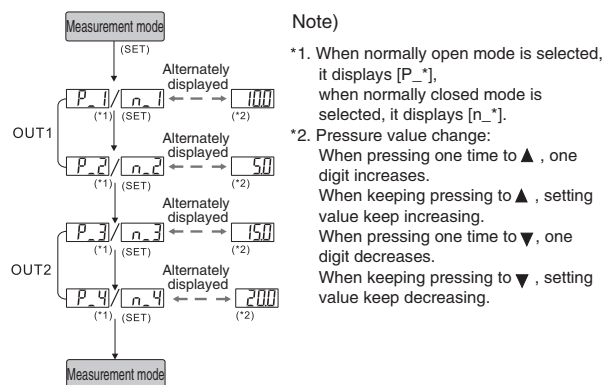 Measurement mode
(SET)
Alternately
displayed
P_1 / n_1 10.0
(*1) (SET) (*2)
OUT1
Alternately
displayed
P_2 / n_2 5.0
(*1) (SET) (*2)
Alternately
displayed
P_3 / n_3 15.0
(*1) (SET) (*2)
OUT2
Alternately
displayed
P_4 / n_4 20.0
(*1) (SET) (*2)
Measurement mode
Note)
*1. When normally open mode is selected,
it displays [P_*],
when normally closed mode is
selected, it displays [n_*].
*2. Pressure value change:
When pressing one time to ▲ , one
digit increases.
When keeping pressing to ▲ , setting
value keep increasing.
When pressing one time to ▼, one
digit decreases.
When keeping pressing to ▼ , setting
value keep decreasing.